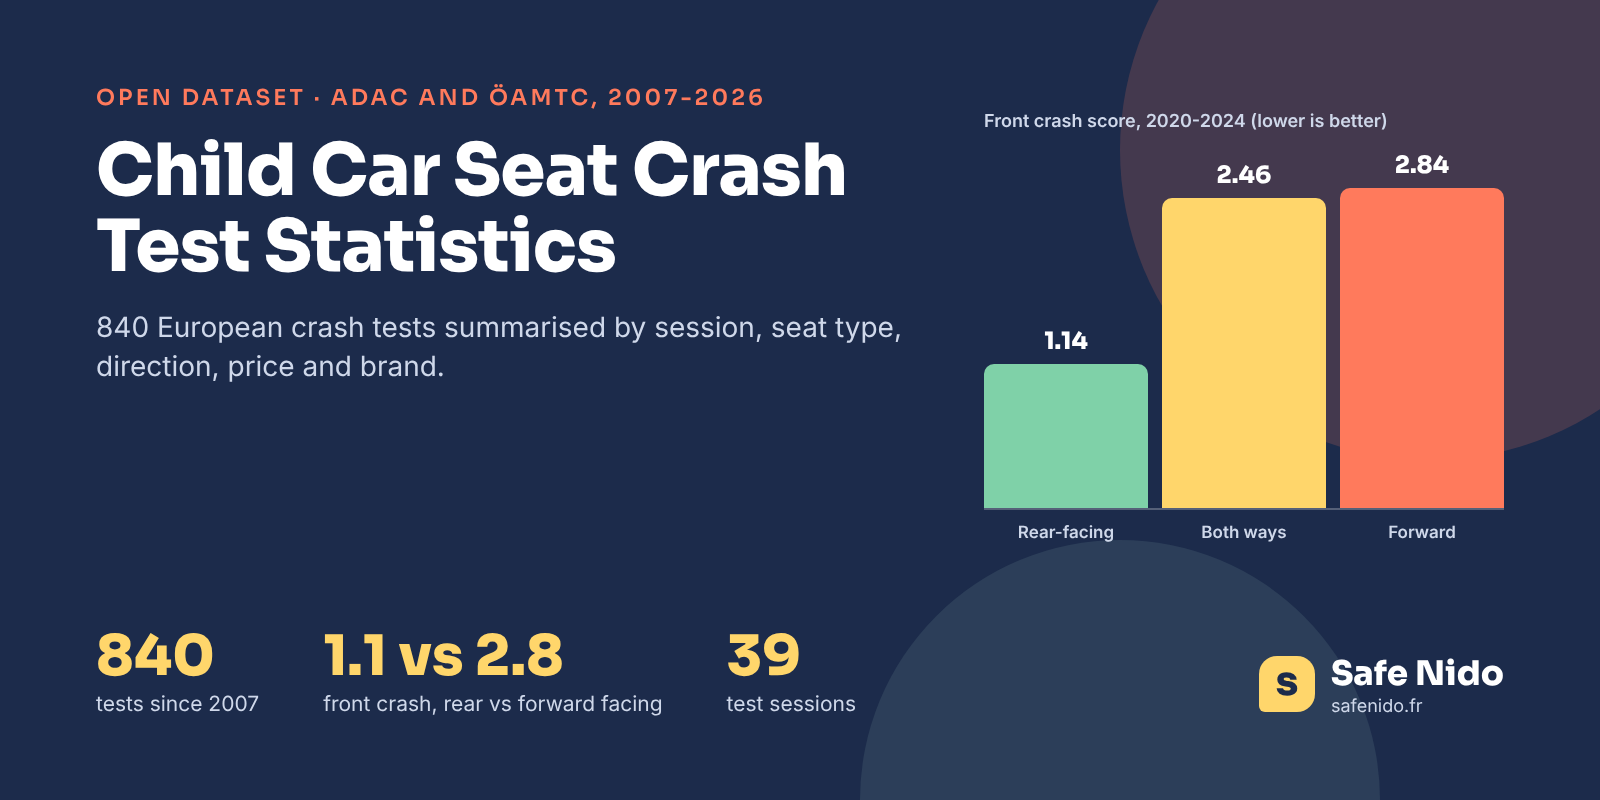 OPEN DATASET · ADAC AND ÖAMTC, 2007-2026
Child Car Seat Crash
Test Statistics
840 European crash tests summarised by session, seat type,
direction, price and brand.
Front crash score, 2020-2024 (lower is better)
1.14
2.46
2.84
Rear-facing
Both ways
Forward
840
tests since 2007
1.1 vs 2.8
front crash, rear vs forward facing
39
test sessions
S
Safe Nido
safenido.fr